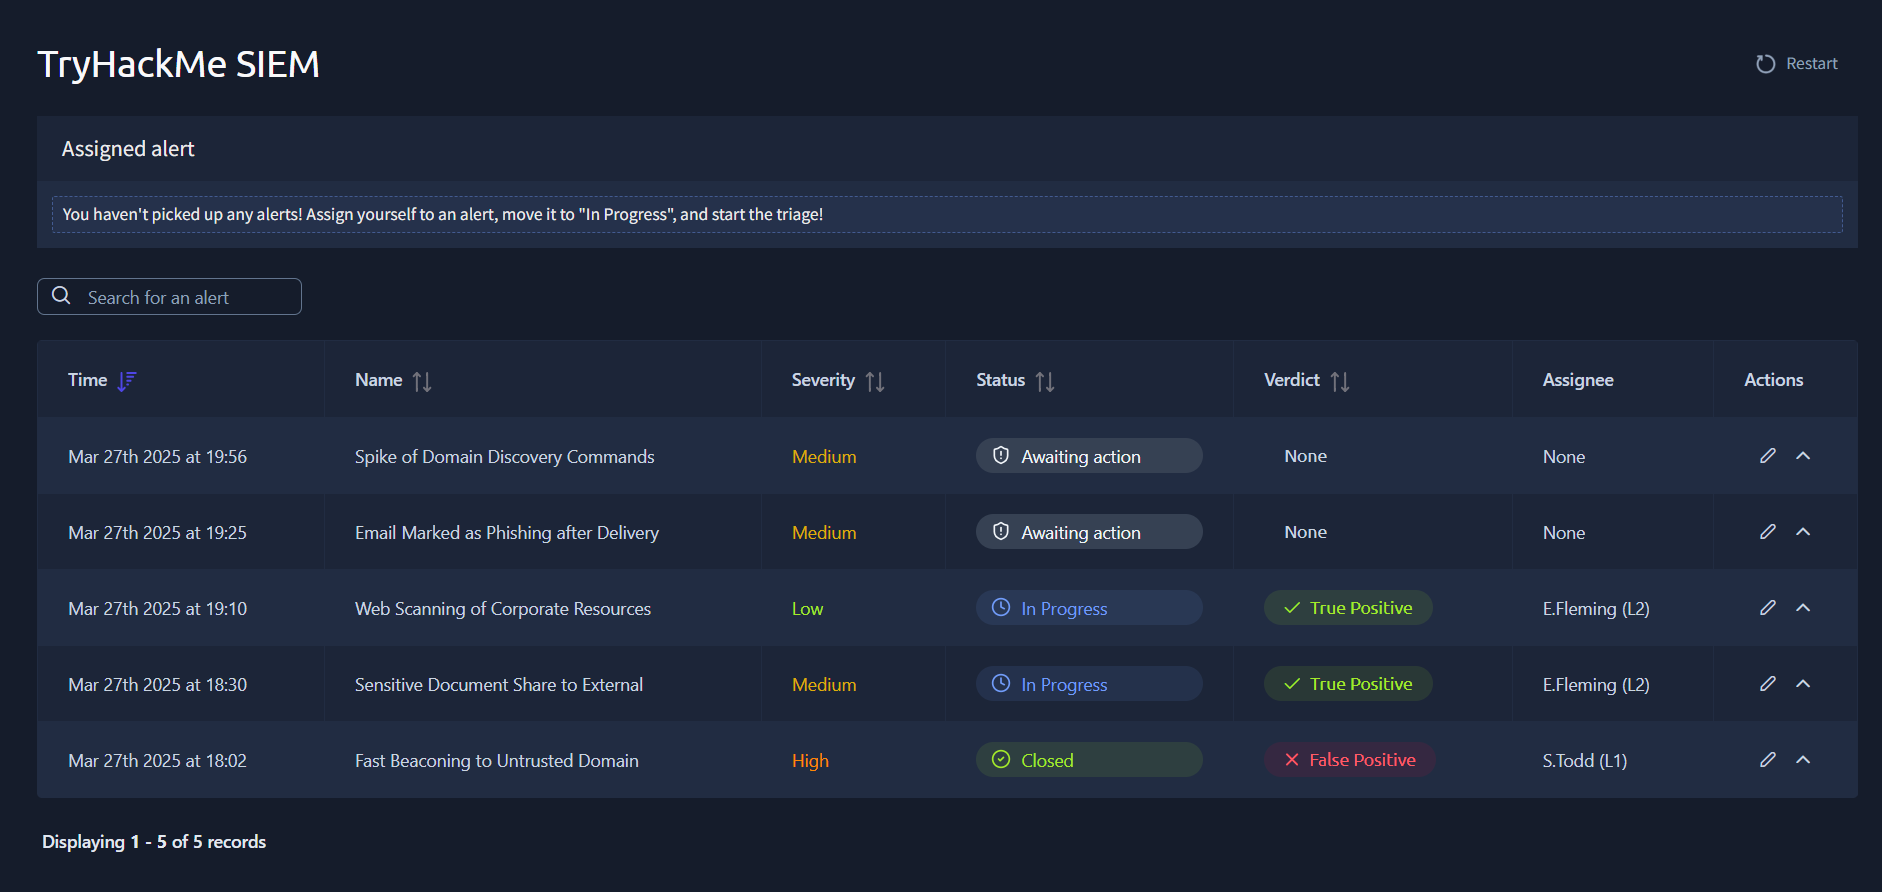 TryHackMe SIEM
Restart
Assigned alert
You haven't picked up any alerts! Assign yourself to an alert, move it to "In Progress", and start the triage!
Search for an alert
Time Name Severity Status Verdict Assignee Actions
Mar 27th 2025 at 19:56 Spike of Domain Discovery Commands Medium Awaiting action None None
Mar 27th 2025 at 19:25 Email Marked as Phishing after Delivery Medium Awaiting action None None
Mar 27th 2025 at 19:10 Web Scanning of Corporate Resources Low In Progress True Positive E.Fleming (L2)
Mar 27th 2025 at 18:30 Sensitive Document Share to External Medium In Progress True Positive E.Fleming (L2)
Mar 27th 2025 at 18:02 Fast Beaconing to Untrusted Domain High Closed False Positive S.Todd (L1)
Displaying 1 - 5 of 5 records